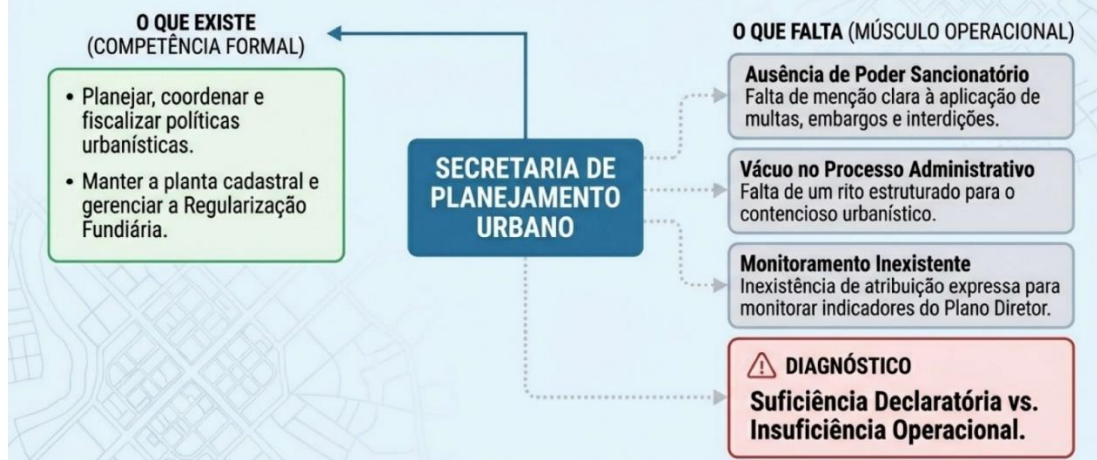 O QUE EXISTE
(COMPETÊNCIA FORMAL)
• Planejar, coordenar e
fiscalizar políticas
urbanísticas.
• Manter a planta cadastral e
gerenciar a Regularização
Fundiária.
SECRETARIA DE
PLANEJAMENTO
URBANO
O QUE FALTA (MÚSCULO OPERACIONAL)
Ausência de Poder Sancionatório
Falta de menção clara à aplicação de
multas, embargos e interdições.
Vácuo no Processo Administrativo
Falta de um rito estruturado para o
contencioso urbanístico.
Monitoramento Inexistente
Inexistência de atribuição expressa para
monitorar indicadores do Plano Diretor.
DIAGNÓSTICO
Suficiência Declaratória vs.
Insuficiência Operacional.